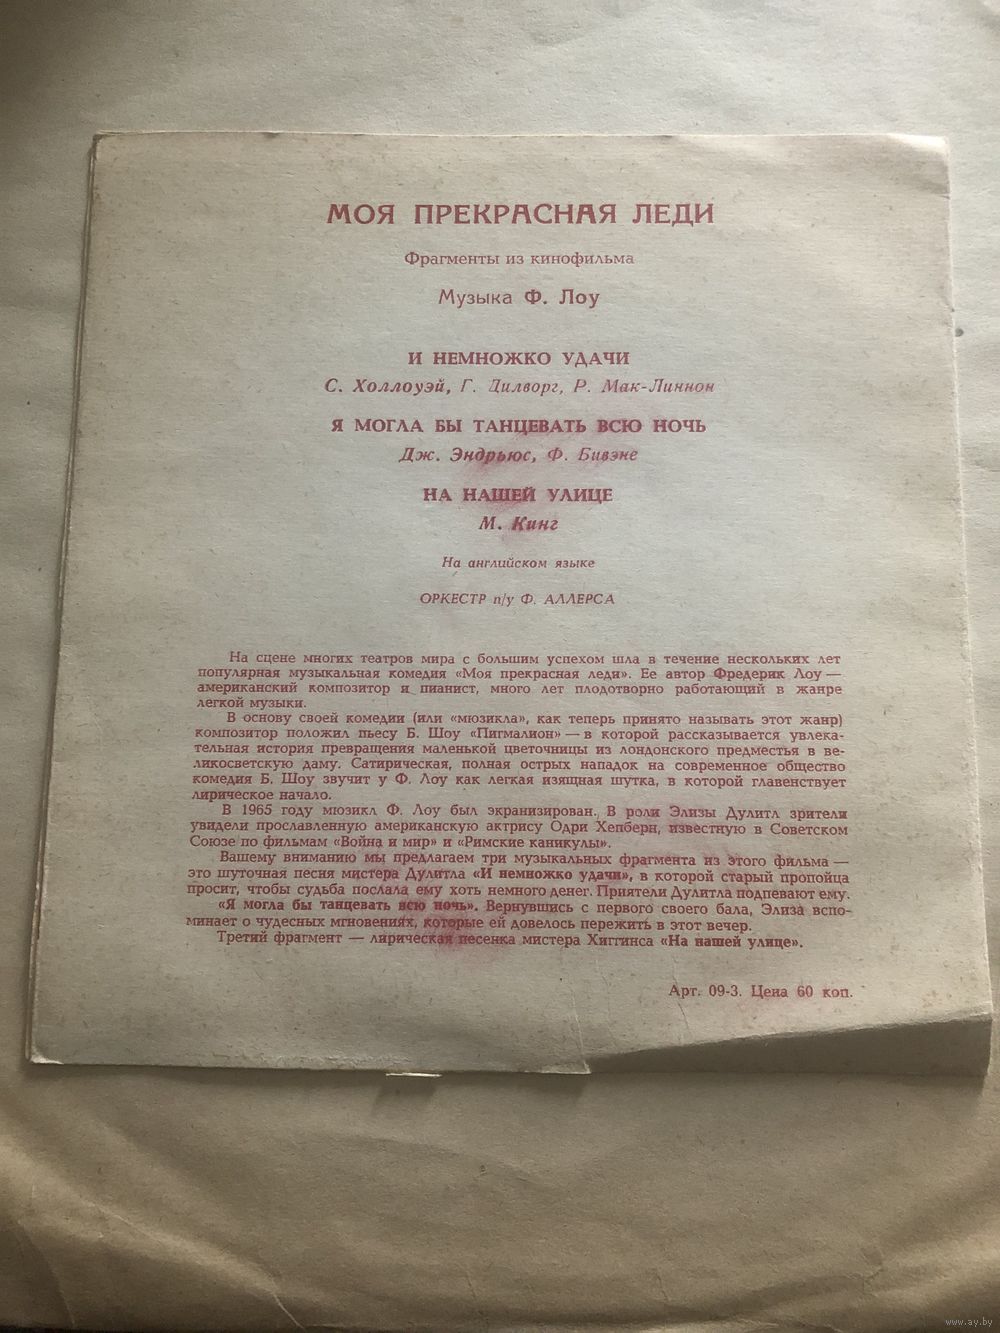 МОЯ ПРЕКРАСНАЯ ЛЕДИ
Фрагменты из кинофильма
Музыка Ф. Лоу
И НЕМНОЖКО УДАЧИ
С. Холлоуэй, Г. Дилворг, Р. Мак-Линнон
Я МОГЛА БЫ ТАНЦЕВАТЬ ВСЮ НОЧЬ
Дж. Эндрьюс, Ф. Бивэне
НА НАШЕЙ УЛИЦЕ
М. Кинг
На английском языке
ОРКЕСТР п/у Ф. АЛЛЕРСА
На сцене многих театров мира с большим успехом шла в течение нескольких лет
популярная музыкальная комедия «Моя прекрасная леди». Ее автор Фредерик Лоу —
американский композитор и пианист, много лет плодотворно работающий в жанре
легкой музыки.
В основу своей комедии (или «мюзикла», как теперь принято называть этот жанр)
композитор положил пьесу Б. Шоу «Пигмалион» — в которой рассказывается увлека-
тельная история превращения маленькой цветочницы из лондонского предместья в ве-
ликосветскую даму. Сатирическая, полная острых нападок на современное общество
комедия Б. Шоу звучит у Ф. Лоу как легкая изящная шутка, в которой главенствует
лирическое начало.
В 1965 году мюзикл Ф. Лоу был экранизирован. В роли Элизы Дулитл зрители
увидели прославленную американскую актрису Одри Хепберн, известную в Советском
Союзе по фильмам «Война и мир» и «Римские каникулы».
Вашему вниманию мы предлагаем три музыкальных фрагмента из этого фильма —
это шуточная песня мистера Дулитла «И немножко удачи», в которой старый пропойца
просит, чтобы судьба послала ему хоть немного денег. Приятели Дулитла подпевают ему.
«Я могла бы танцевать всю ночь». Вернувшись с первого своего бала, Элиза вспо-
минает о чудесных мгновениях, которые ей довелось пережить в этот вечер.
Третий фрагмент — лирическая песенка мистера Хиггинса «На нашей улице».
Арт. 09-3. Цена 60 коп.
www.ay.by